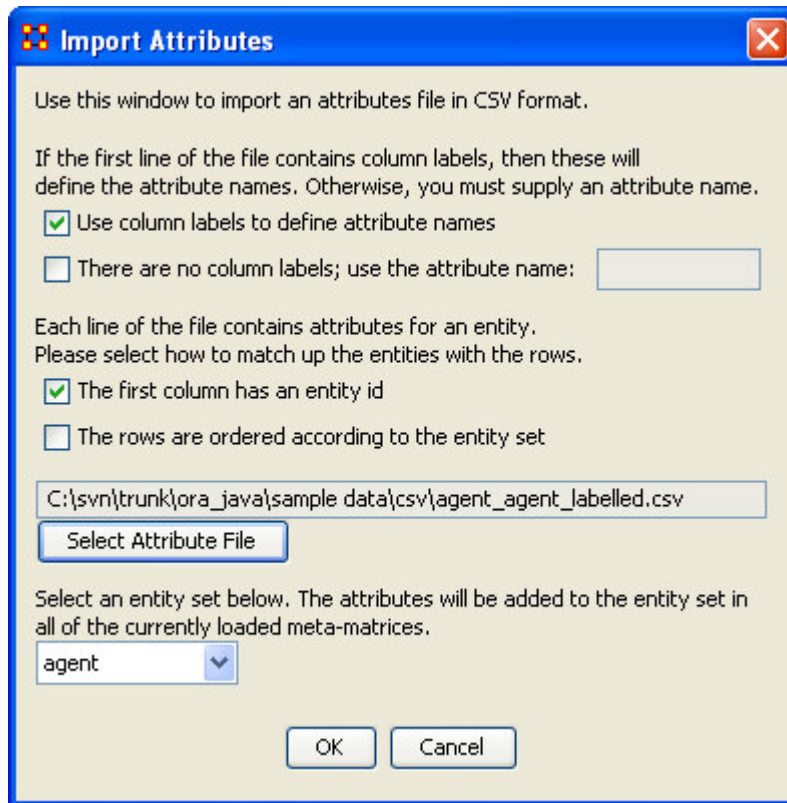 Import Attributes
Use this window to import an attributes file in CSV format.
If the first line of the file contains column labels, then these will
define the attribute names. Otherwise, you must supply an attribute name.
Use column labels to define attribute names
There are no column labels; use the attribute name:
Each line of the file contains attributes for an entity.
Please select how to match up the entities with the rows.
The first column has an entity id
The rows are ordered according to the entity set
C:\svn\trunk\ora_java\sample data\csv\agent_agent_labelled.csv
Select Attribute File
Select an entity set below. The attributes will be added to the entity set in
all of the currently loaded meta-matrices.
agent
OK Cancel